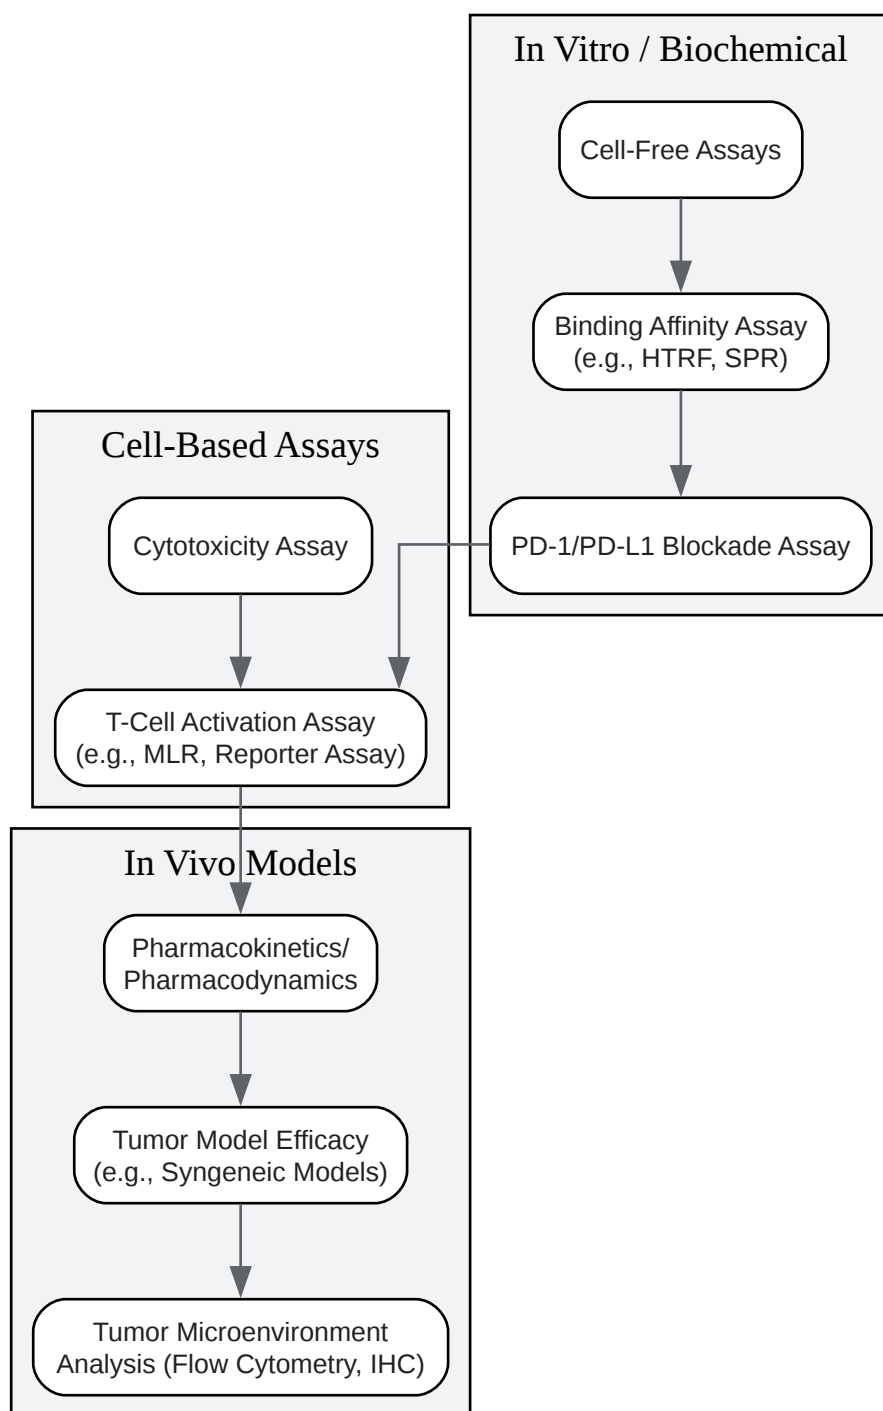 In Vitro / Biochemical
Cell-Free Assays
Binding Affinity Assay
(e.g., HTRF, SPR)
PD-1/PD-L1 Blockade Assay
Cell-Based Assays
Cytotoxicity Assay
T-Cell Activation Assay
(e.g., MLR, Reporter Assay)
In Vivo Models
Pharmacokinetics/
Pharmacodynamics
Tumor Model Efficacy
(e.g., Syngeneic Models)
Tumor Microenvironment
Analysis (Flow Cytometry, IHC)